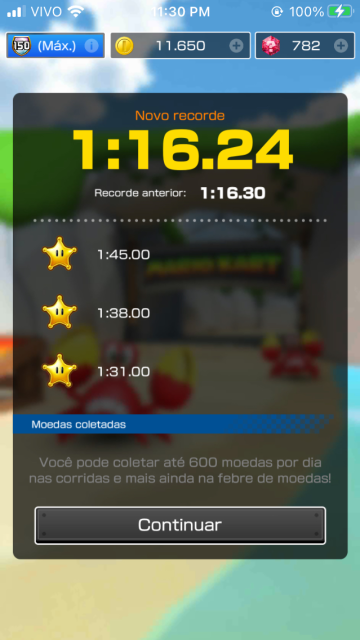 VIVO 11:30 PM 100%
150 (Máx.) i 11.650 + 782 +
Novo recorde
1:16.24
Recorde anterior: 1:16.30
1:45.00
1:38.00
1:31.00
MARIO KART
Moedas coletadas
Você pode coletar até 600 moedas por dia
nas corridas e mais ainda na febre de moedas!
Continuar